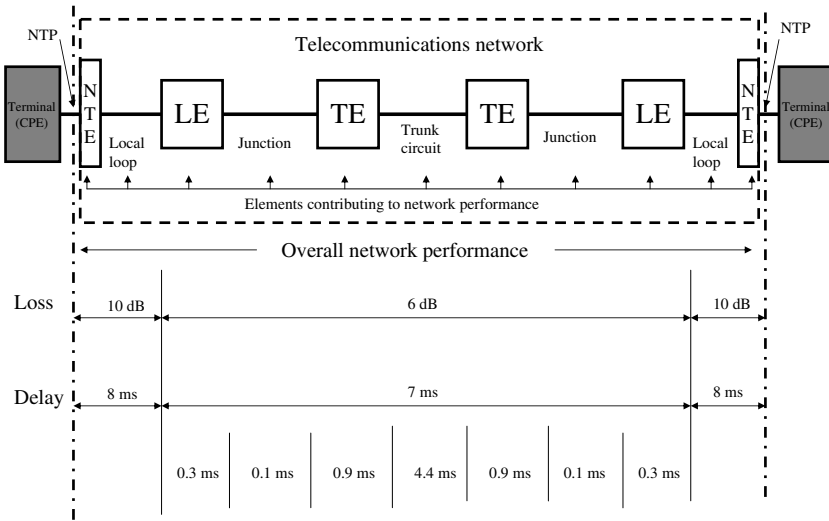 NTP
Telecommunications network
NTP
Terminal
(CPE)
N
T
E
LE
TE
TE
LE
N
T
E
Terminal
(CPE)
Local
loop
Junction
Trunk
circuit
Junction
Local
loop
Elements contributing to network performance
Overall network performance
Loss
10 dB
6 dB
10 dB
Delay
8 ms
7 ms
8 ms
0.3 ms
0.1 ms
0.9 ms
4.4 ms
0.9 ms
0.1 ms
0.3 ms